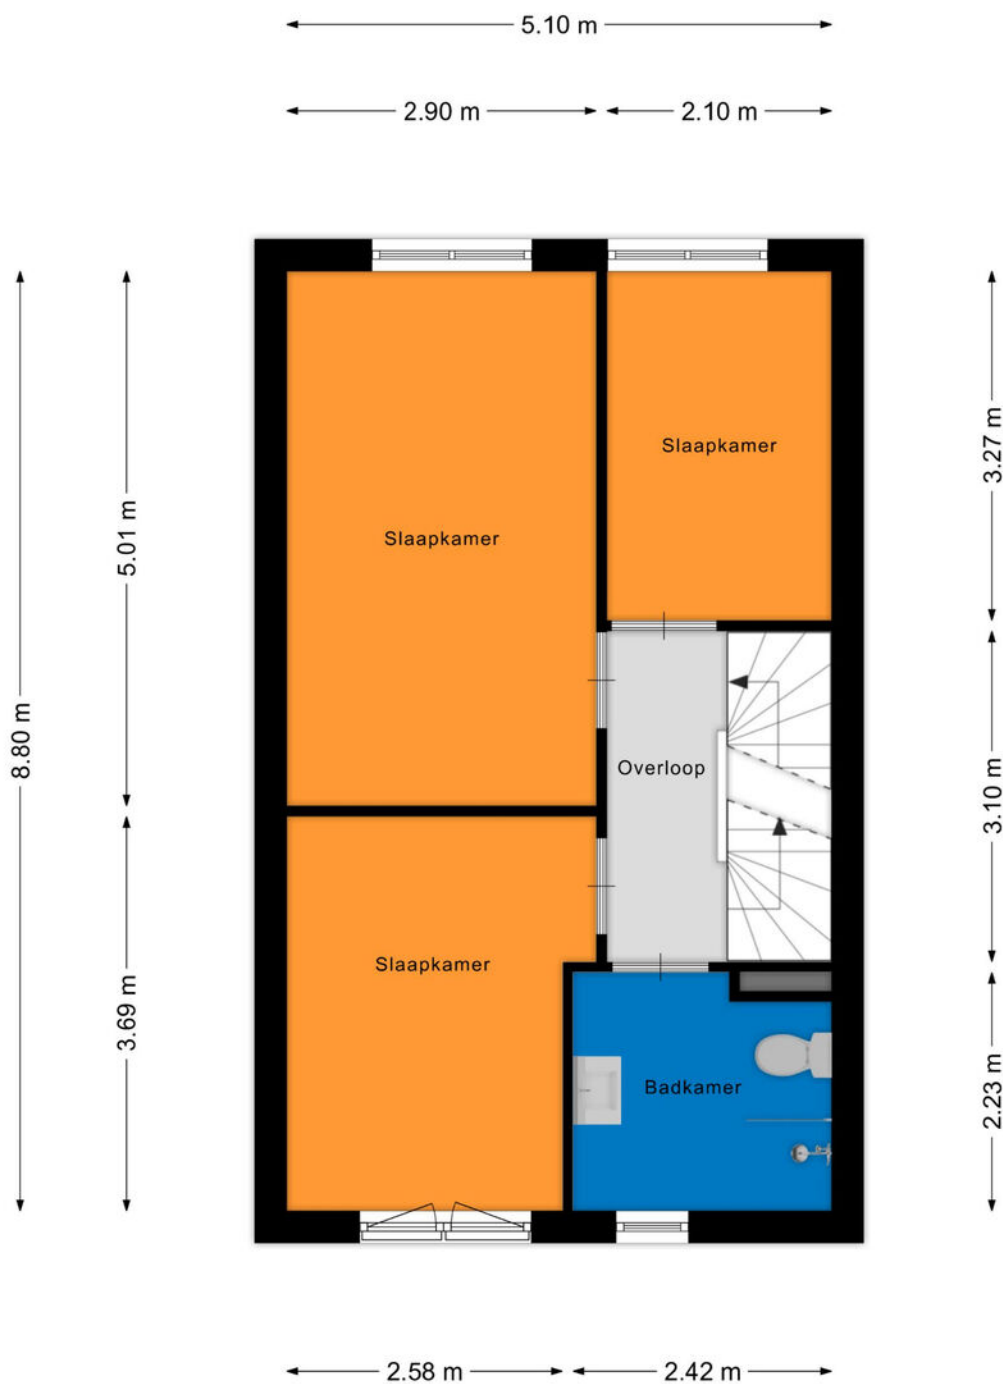 5.10 m
2.90 m
2.10 m
Slaapkamer
3.27 m
5.01 m
Slaapkamer
8.80 m
Overloop
3.10 m
Slaapkamer
3.69 m
Badkamer
2.23 m
2.58 m
2.42 m